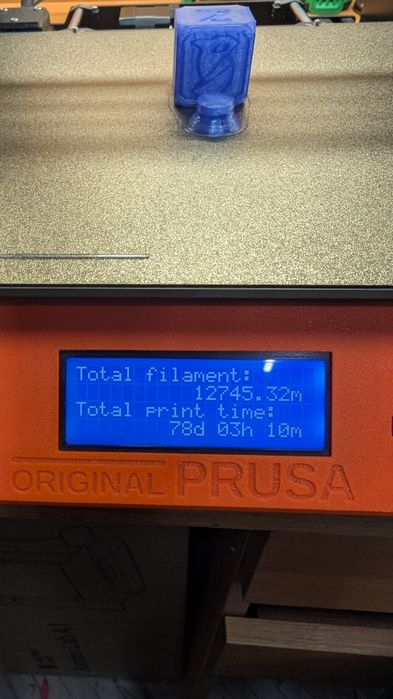 Total filament:
12745.32m
Total print time:
78d 03h 10m
ORIGINAL PRUSA